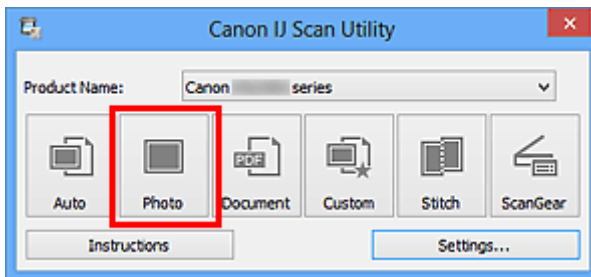 Canon IJ Scan Utility
Product Name: Canon series
PDF
Auto Photo Document Custom Stitch ScanGear
Instructions Settings...